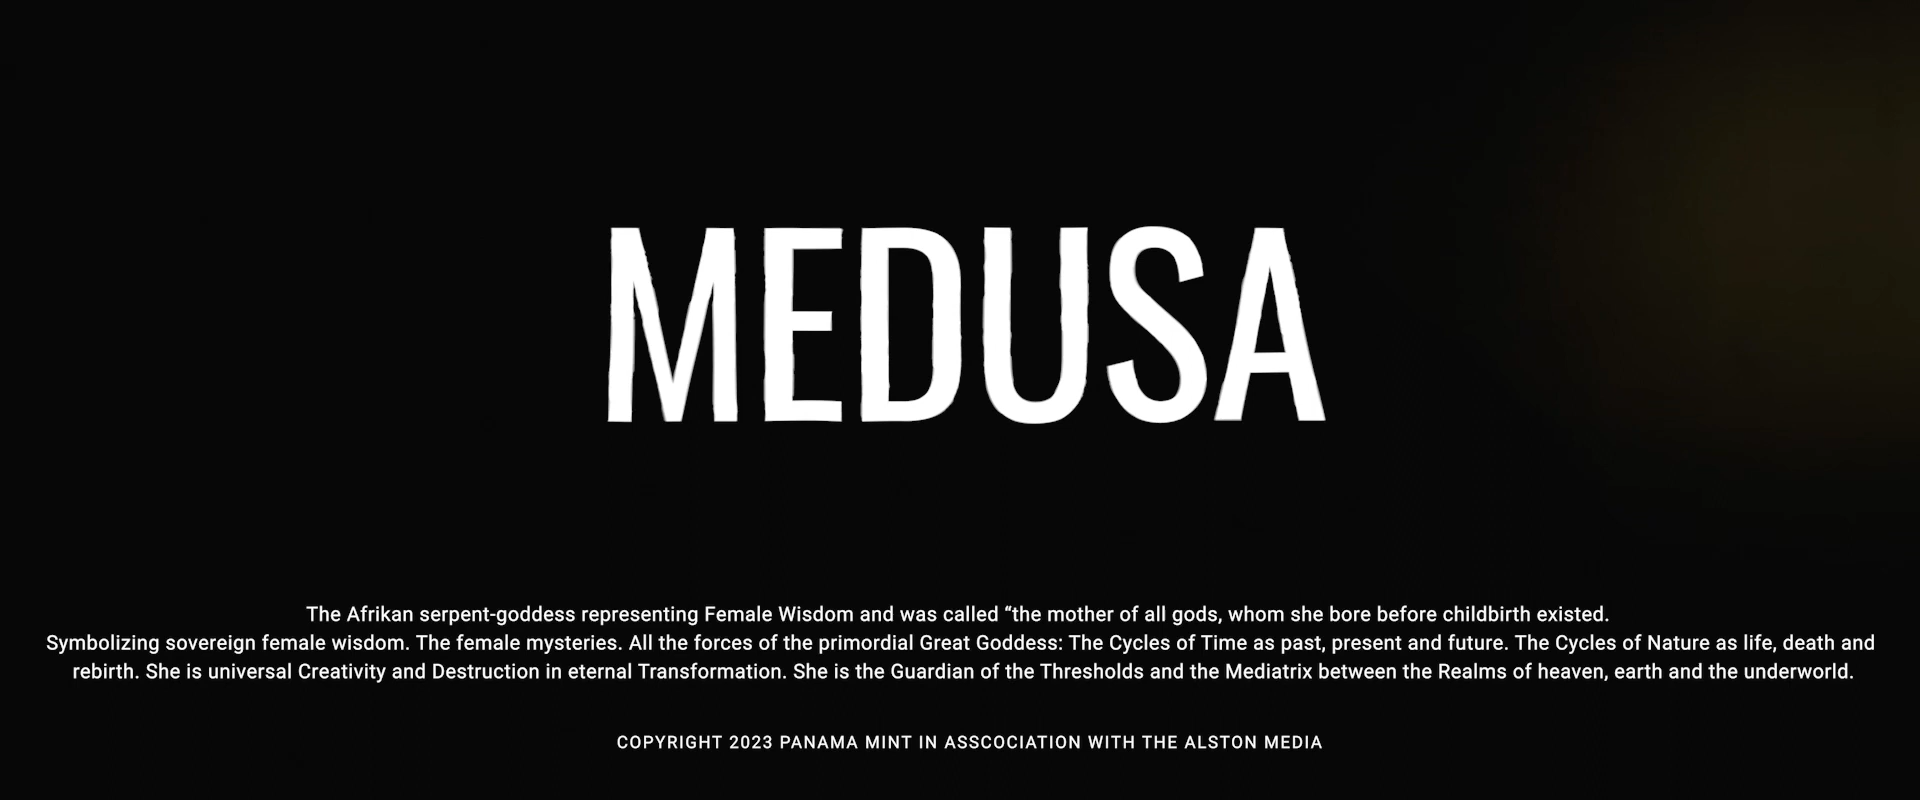 MEDUSA
The Afrikan serpent-goddess representing Female Wisdom and was called “the mother of all gods, whom she bore before childbirth existed.
Symbolizing sovereign female wisdom. The female mysteries. All the forces of the primordial Great Goddess: The Cycles of Time as past, present and future. The Cycles of Nature as life, death and
rebirth. She is universal Creativity and Destruction in eternal Transformation. She is the Guardian of the Thresholds and the Mediatrix between the Realms of heaven, earth and the underworld.
COPYRIGHT 2023 PANAMA MINT IN ASSCOCIATION WITH THE ALSTON MEDIA